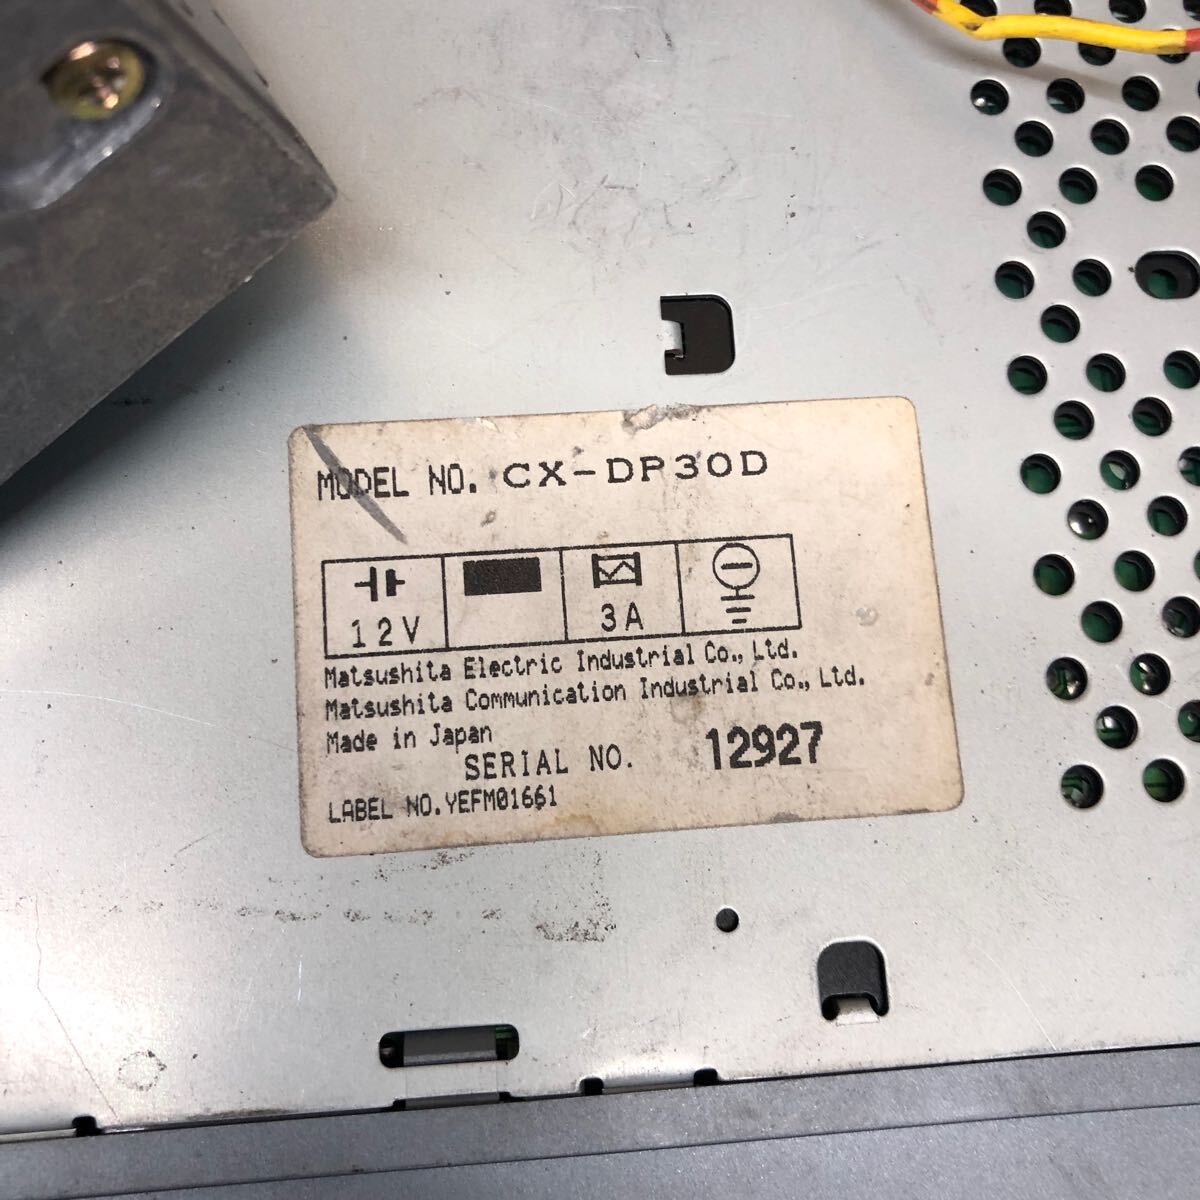 MODEL NO. CX-DP30D
12V 3A
Matsushita Electric Industrial Co., Ltd.
Matsushita Communication Industrial Co., Ltd.
Made in Japan
SERIAL NO. 12927
LABEL NO. YEFM01661